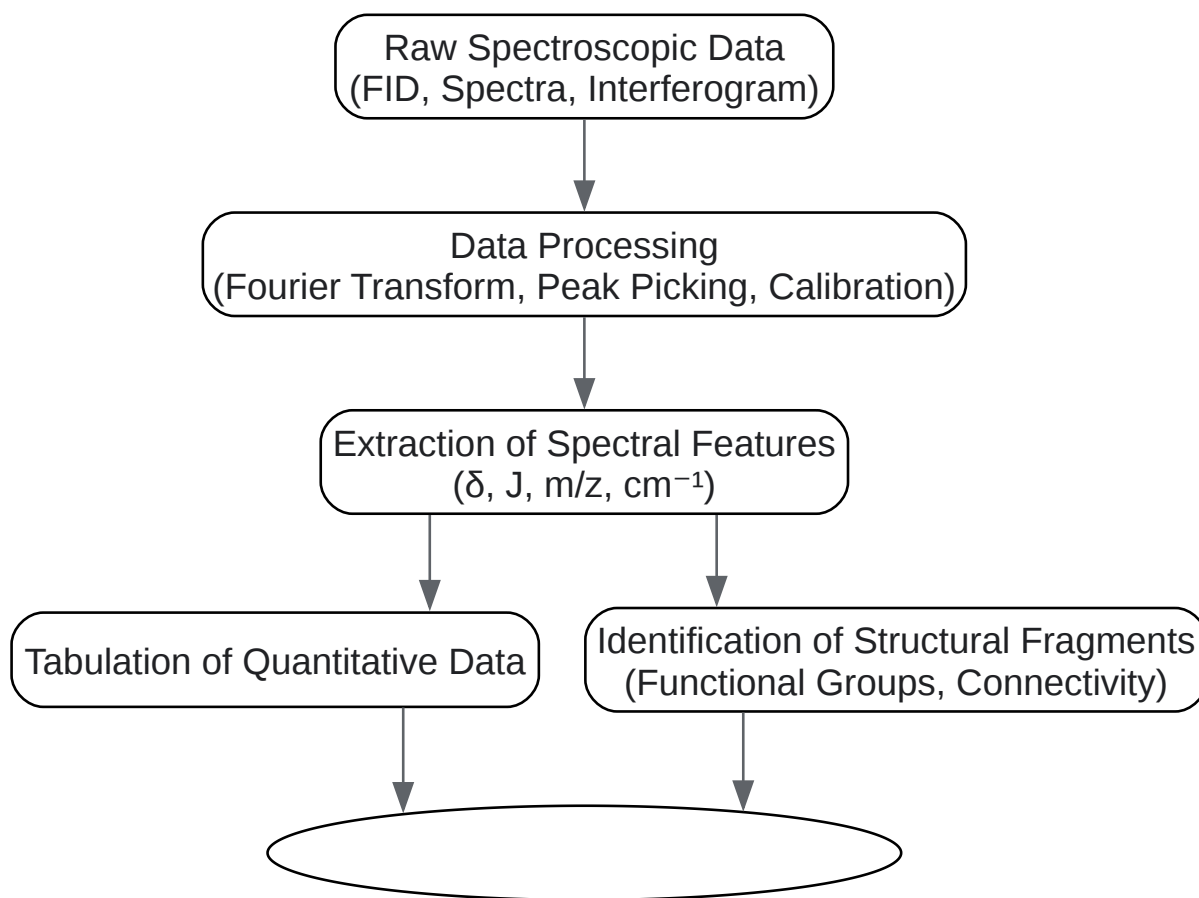 Raw Spectroscopic Data
(FID, Spectra, Interferogram)
Data Processing
(Fourier Transform, Peak Picking, Calibration)
Extraction of Spectral Features
(δ, J, m/z, cm⁻¹)
Tabulation of Quantitative Data
Identification of Structural Fragments
(Functional Groups, Connectivity)